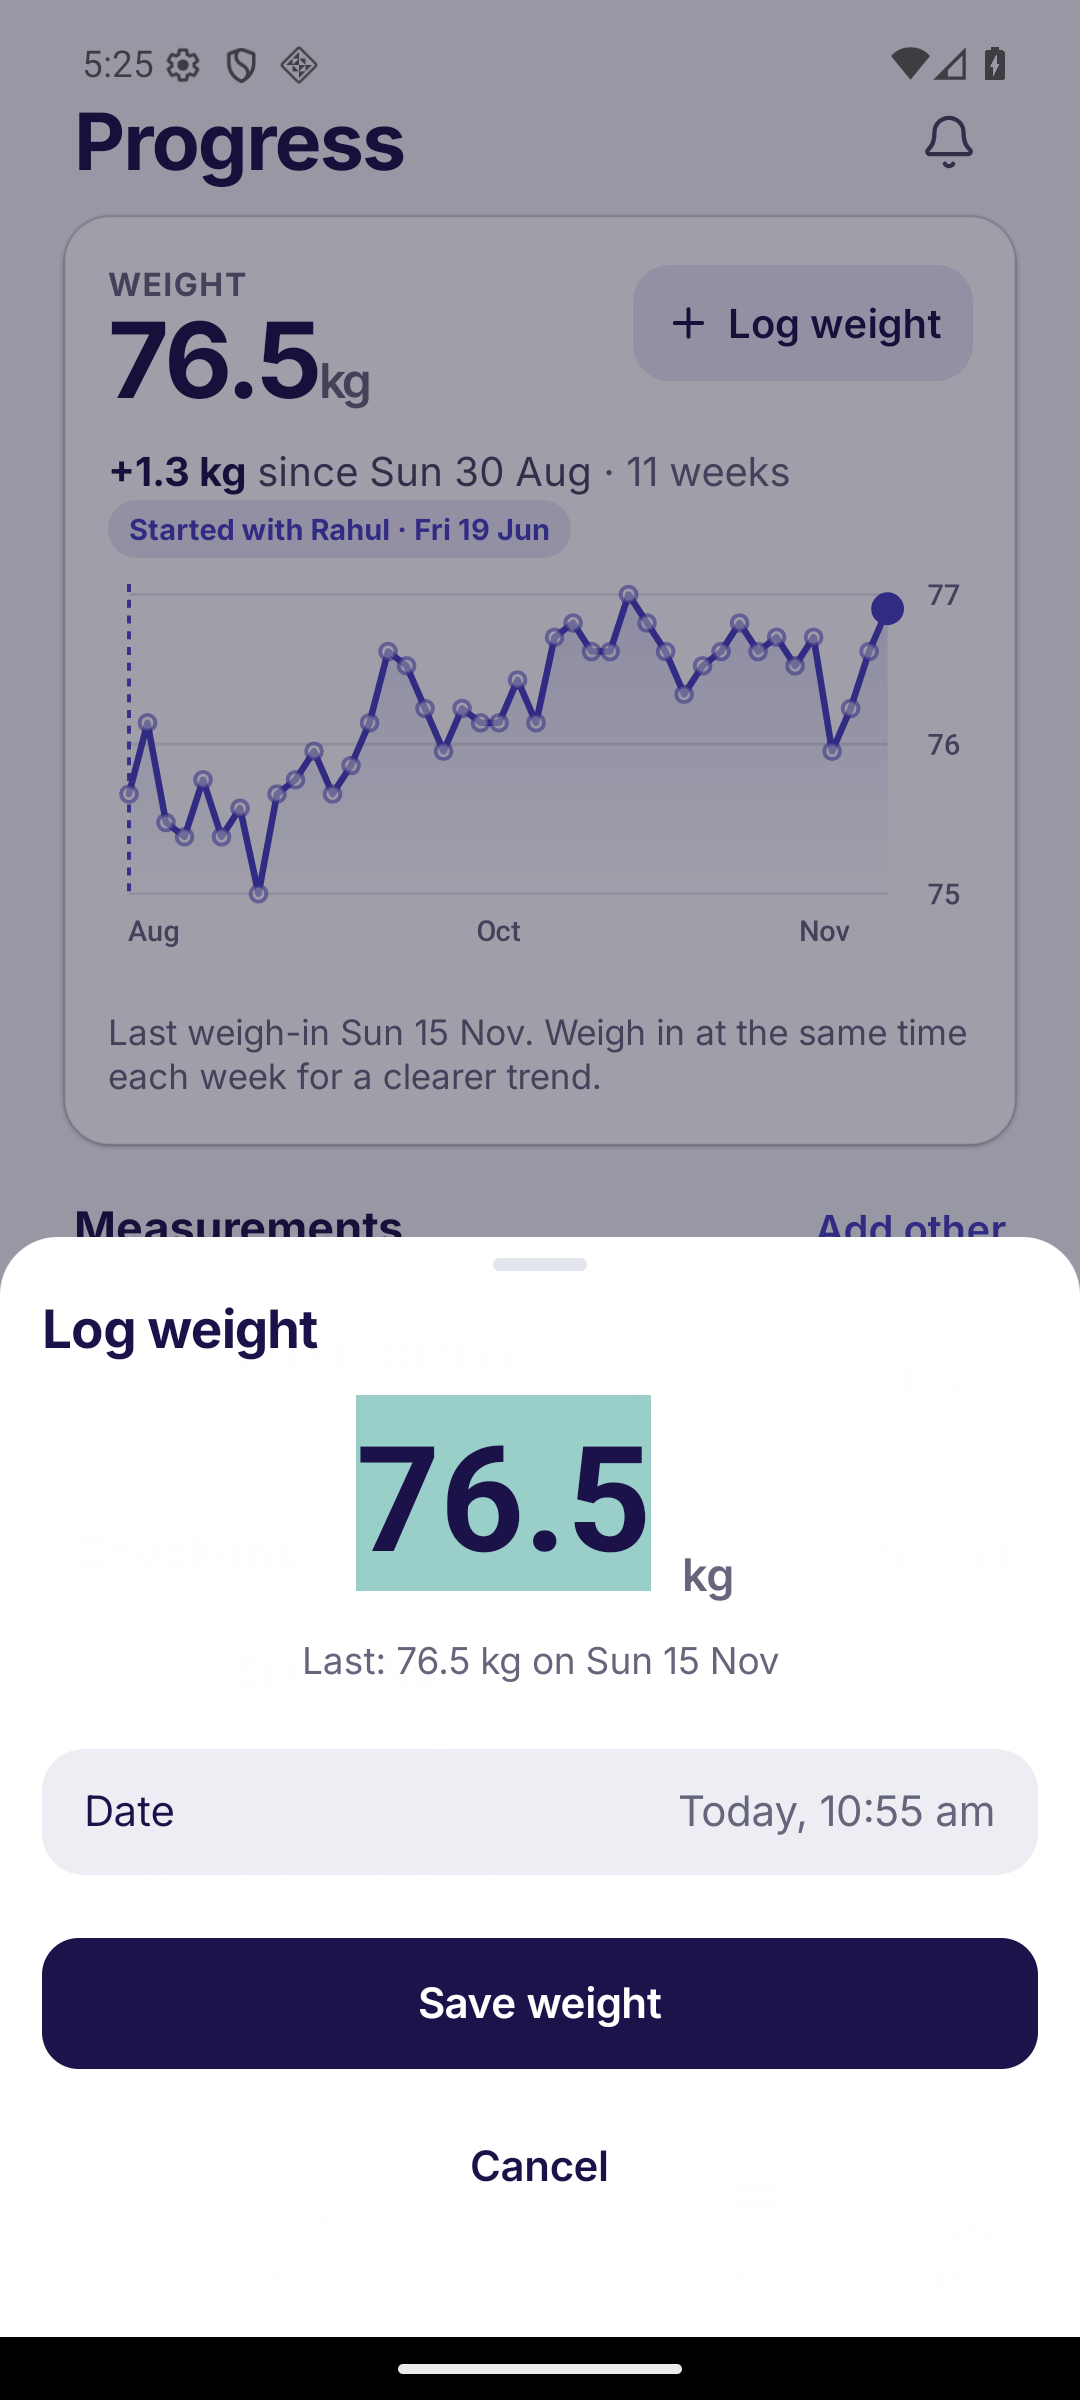 5:25
Progress
WEIGHT
76.5kg
+ Log weight
+1.3 kg since Sun 30 Aug · 11 weeks
Started with Rahul · Fri 19 Jun
77
76
75
Aug
Oct
Nov
Last weigh-in Sun 15 Nov. Weigh in at the same time
each week for a clearer trend.
Measurements
Add other
Log weight
76.5 kg
Last: 76.5 kg on Sun 15 Nov
Date
Today, 10:55 am
Save weight
Cancel